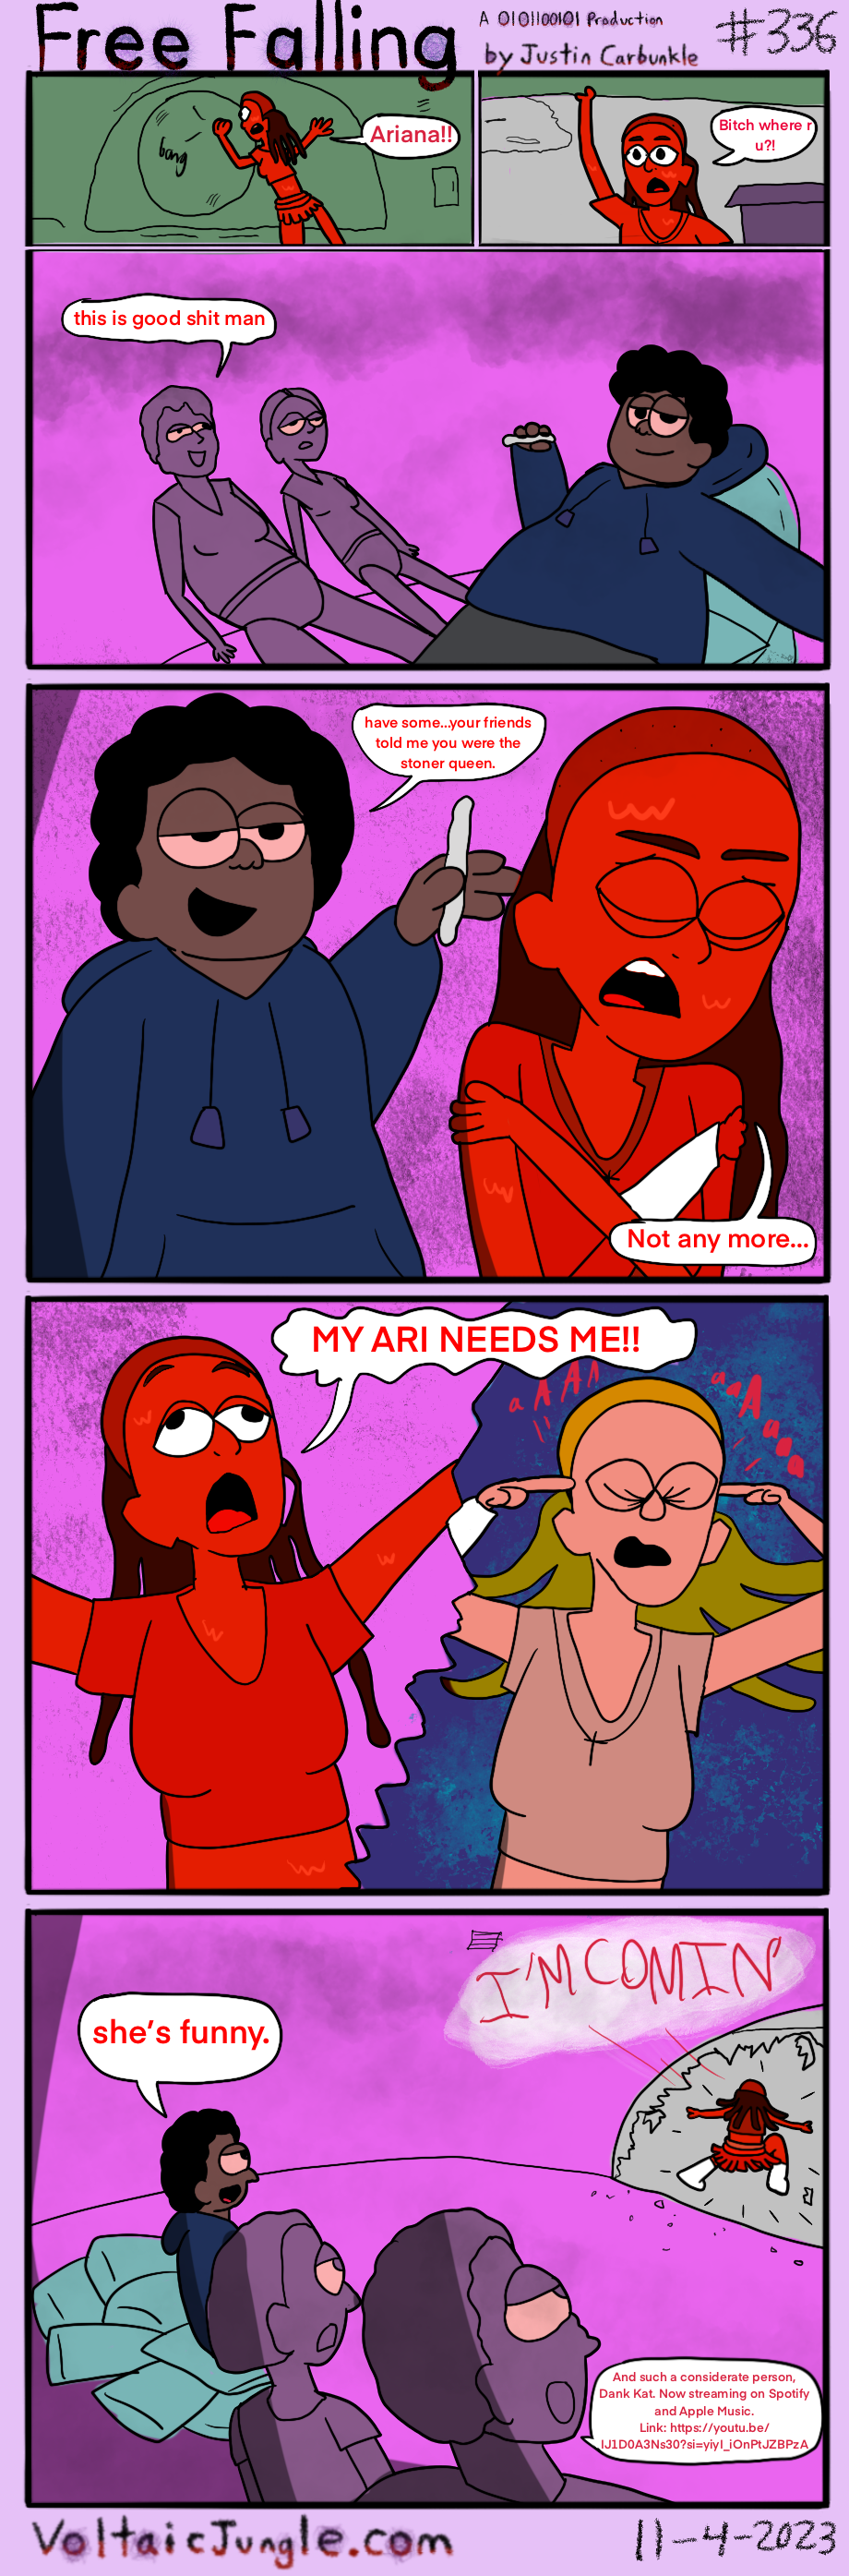 Free Falling
A 0101100101 Production
by Justin Carbunkle
#336
bang
Ariana!!
Bitch where r
u?!
this is good shit man
have some...your friends
told me you were the
stoner queen.
Not any more...
MY ARI NEEDS ME!!
aAAA
aaAaaaa
I'M COMIN'
she's funny.
And such a considerate person,
Dank Kat. Now streaming on Spotify
and Apple Music.
Link: https://youtu.be/
IJ1D0A3Ns30?si=yiyI_iOnPtJZBPzA
VoltaicJungle.com
11-4-2023